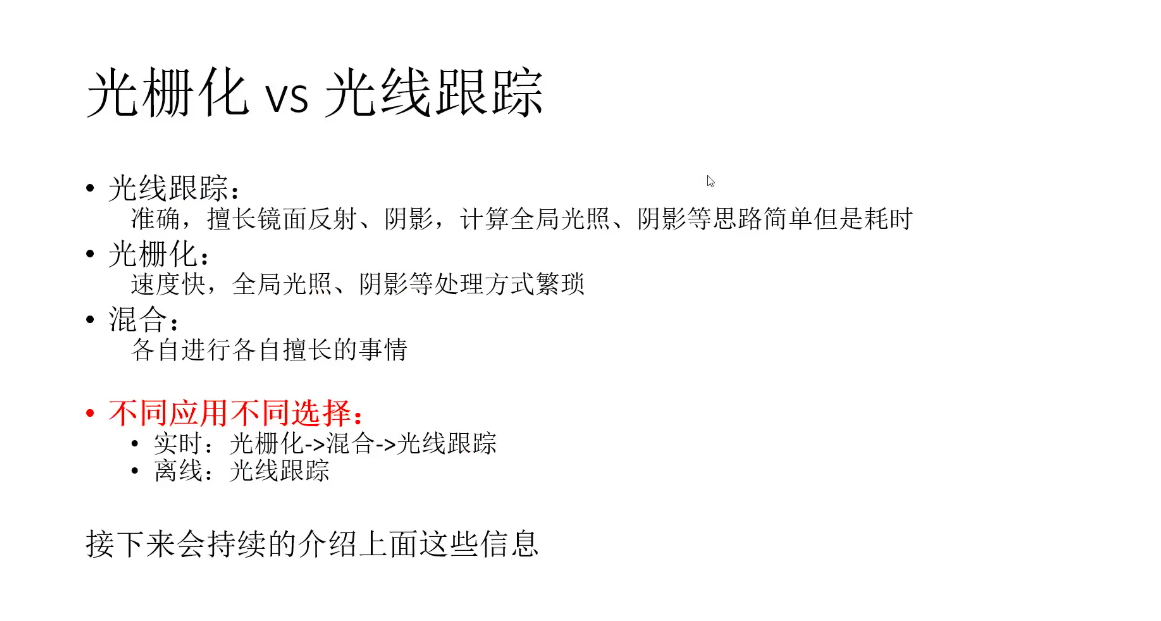 光栅化 vs 光线跟踪
• 光线跟踪：
准确，擅长镜面反射、阴影，计算全局光照、阴影等思路简单但是耗时
• 光栅化：
速度快，全局光照、阴影等处理方式繁琐
• 混合：
各自进行各自擅长的事情
• 不同应用不同选择：
• 实时：光栅化->混合->光线跟踪
• 离线：光线跟踪
接下来会持续的介绍上面这些信息